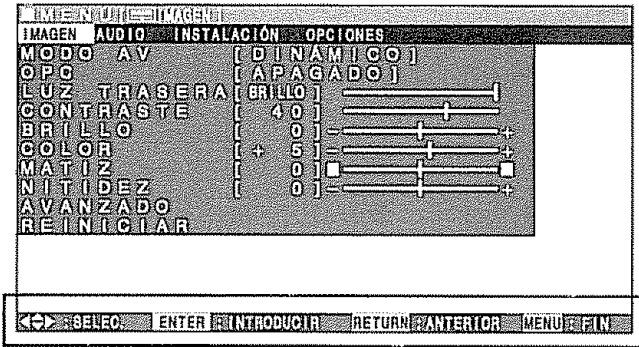 MENU [IMAGEN]
IMAGEN AUDIO INSTALACIÓN OPCIONES
MODO AV [DINÁMICO]
OPC [APAGADO]
LUZ TRASERA [BRILLO]
CONTRASTE [ 40]
BRILLO [ 0] − +
COLOR [+ 5] − +
MATIZ [ 0]
NITIDEZ [ 0] − +
AVANZADO
REINICIAR
:SELEC. ENTER :INTRODUCIR RETURN :ANTERIOR MENU :FIN